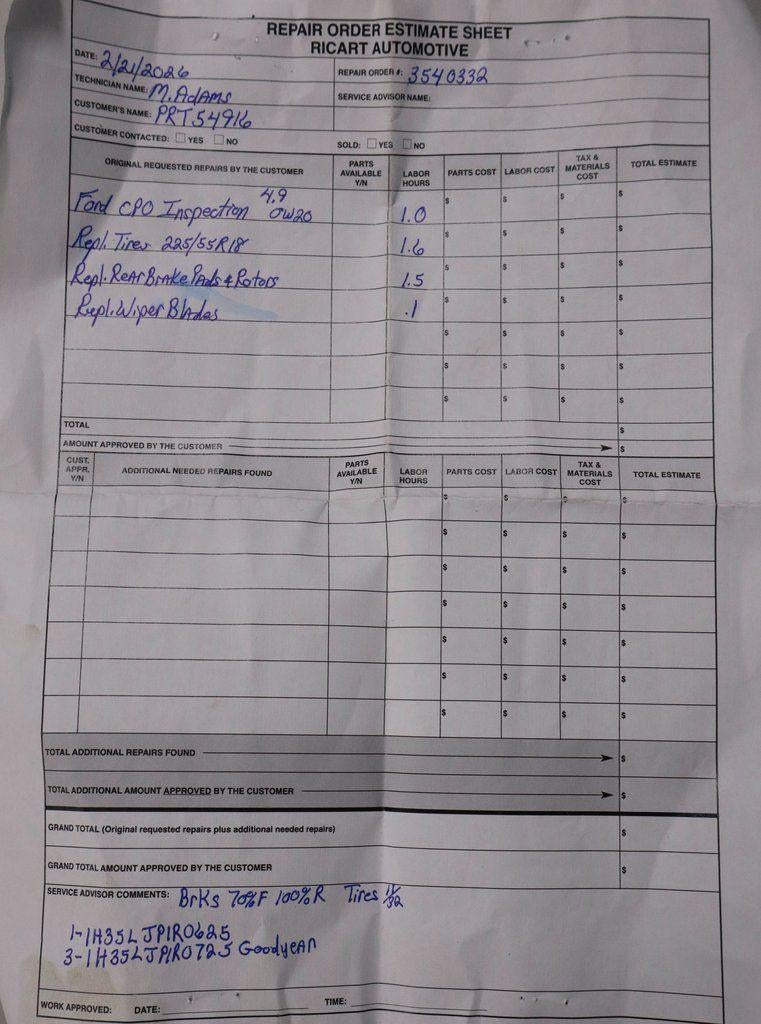 REPAIR ORDER ESTIMATE SHEET
RICART AUTOMOTIVE
DATE: 2/21/2026
REPAIR ORDER #: 3540332
TECHNICIAN NAME: M. Adams
SERVICE ADVISOR NAME:
CUSTOMER'S NAME: PRT54916
CUSTOMER CONTACTED: YES NO
SOLD: YES NO
ORIGINAL REQUESTED REPAIRS BY THE CUSTOMER PARTS AVAILABLE Y/N LABOR HOURS PARTS COST LABOR COST TAX & MATERIALS COST TOTAL ESTIMATE
Ford CPO Inspection 4.9 0W20 1.0 $ $ $ $
Repl. Tires 225/55R18 1.6 $ $ $ $
Repl. Rear Brake Pads & Rotors 1.5 $ $ $ $
Repl. Wiper Blades .1 $ $ $ $
$ $ $ $
$ $ $ $
$ $ $ $
TOTAL $
AMOUNT APPROVED BY THE CUSTOMER $
CUST. APPR. Y/N ADDITIONAL NEEDED REPAIRS FOUND PARTS AVAILABLE Y/N LABOR HOURS PARTS COST LABOR COST TAX & MATERIALS COST TOTAL ESTIMATE
$ $ $ $
$ $ $ $
$ $ $ $
$ $ $ $
$ $ $ $
$ $ $ $
$ $ $ $
TOTAL ADDITIONAL REPAIRS FOUND $
TOTAL ADDITIONAL AMOUNT APPROVED BY THE CUSTOMER $
GRAND TOTAL (Original requested repairs plus additional needed repairs) $
GRAND TOTAL AMOUNT APPROVED BY THE CUSTOMER $
SERVICE ADVISOR COMMENTS: Brks 70%F 100%R Tires 11/32
1-1H35LJP1R0625
3-1H35LJP1R0725 Goodyear
WORK APPROVED: DATE: TIME: